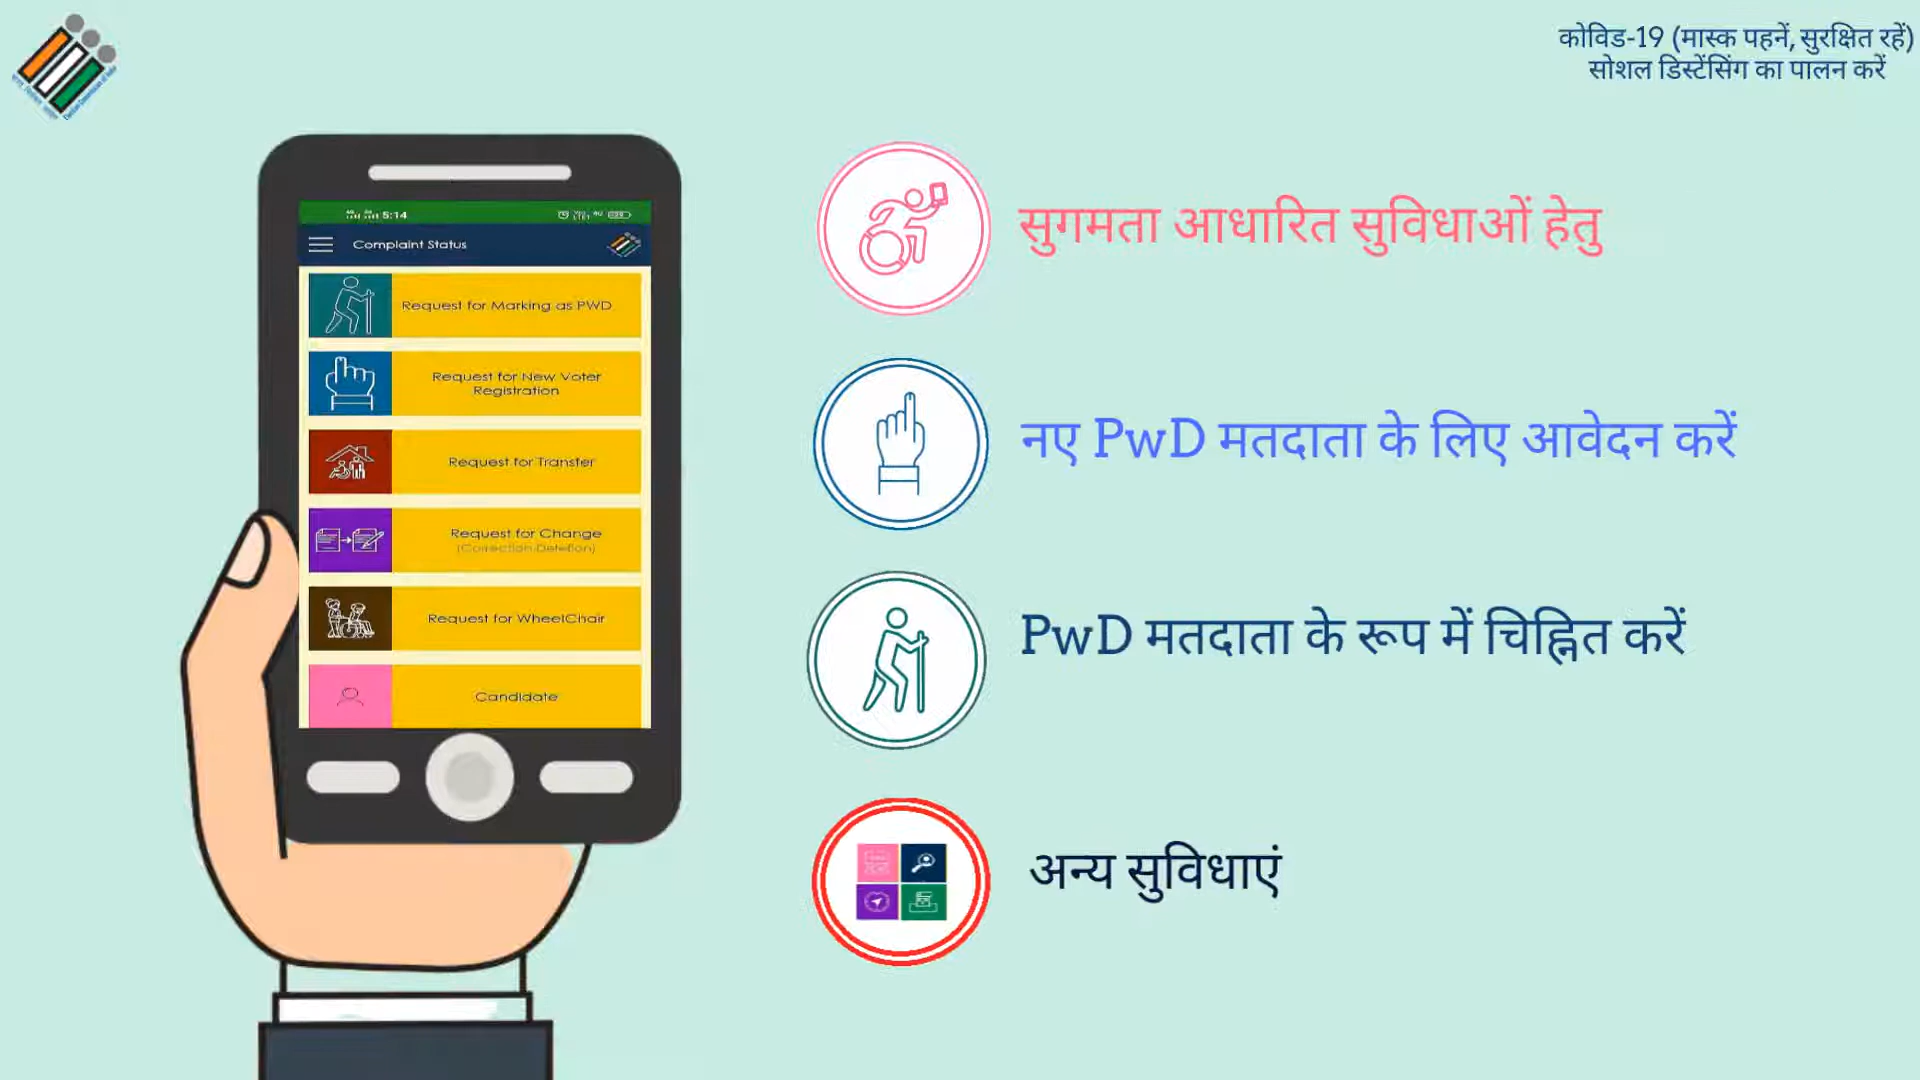 कोविड-19 (मास्क पहनें, सुरक्षित रहें)
सोशल डिस्टेंसिंग का पालन करें
5:14
Complaint Status
Request for Marking as PWD
Request for New Voter
Registration
Request for Transfer
Request for Change
(Correction-Deletion)
Request for WheelChair
Candidate
सुगमता आधारित सुविधाओं हेतु
नए PwD मतदाता के लिए आवेदन करें
PwD मतदाता के रूप में चिह्नित करें
अन्य सुविधाएं